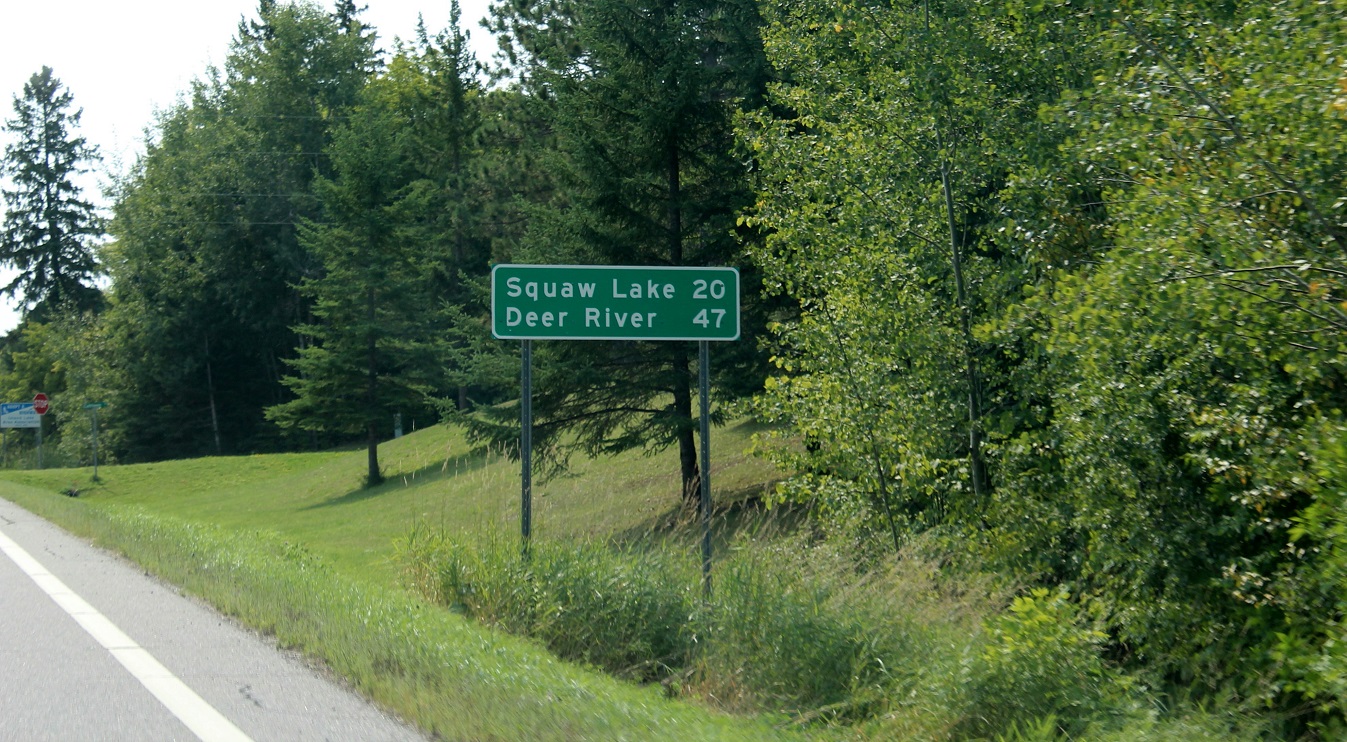 Squaw Lake 20
Deer River 47